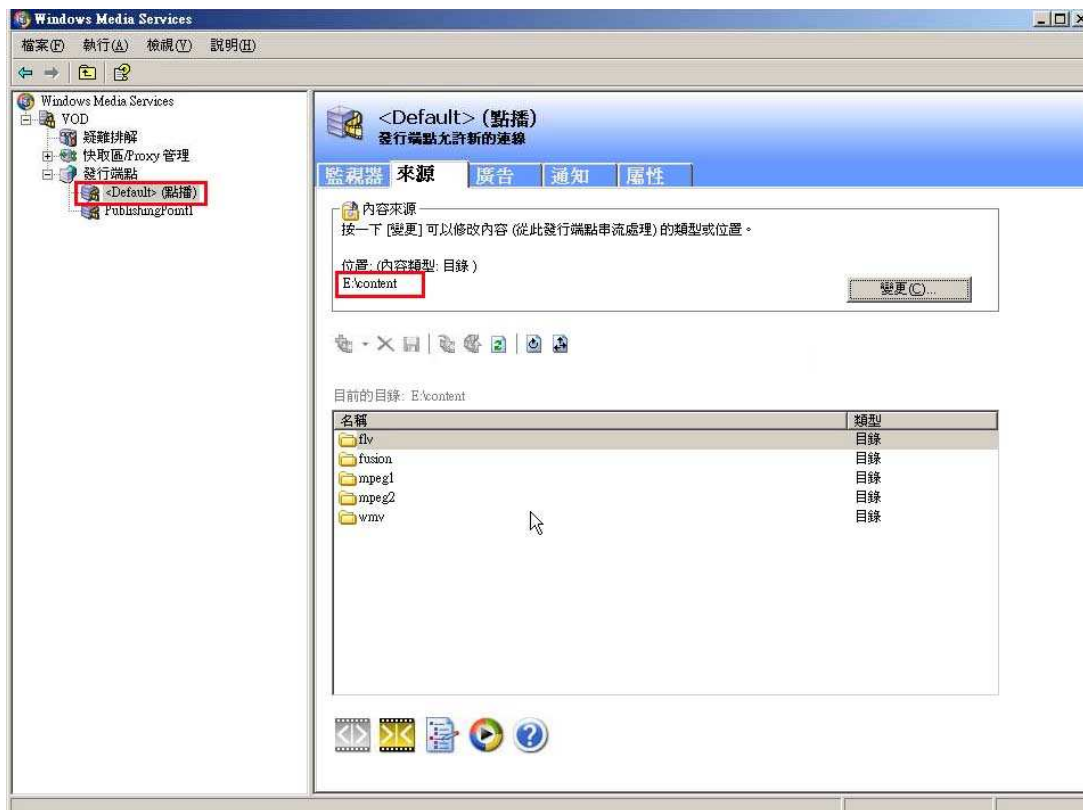 Windows Media Services
檔案(F) 執行(A) 檢視(V) 說明(H)
Windows Media Services
VOD
疑難排解
快取區/Proxy 管理
發行端點
<Default> (點播)
PublishingPoint1
<Default> (點播)
發行端點允許新的連線
監視器 來源 廣告 通知 屬性
內容來源
按一下 [變更] 可以修改內容 (從此發行端點串流處理) 的類型或位置。
位置: (內容類型: 目錄 )
E:\content
變更(C)...
目前的目錄: E:\content
名稱 類型
flv 目錄
fusion 目錄
mpeg1 目錄
mpeg2 目錄
wmv 目錄